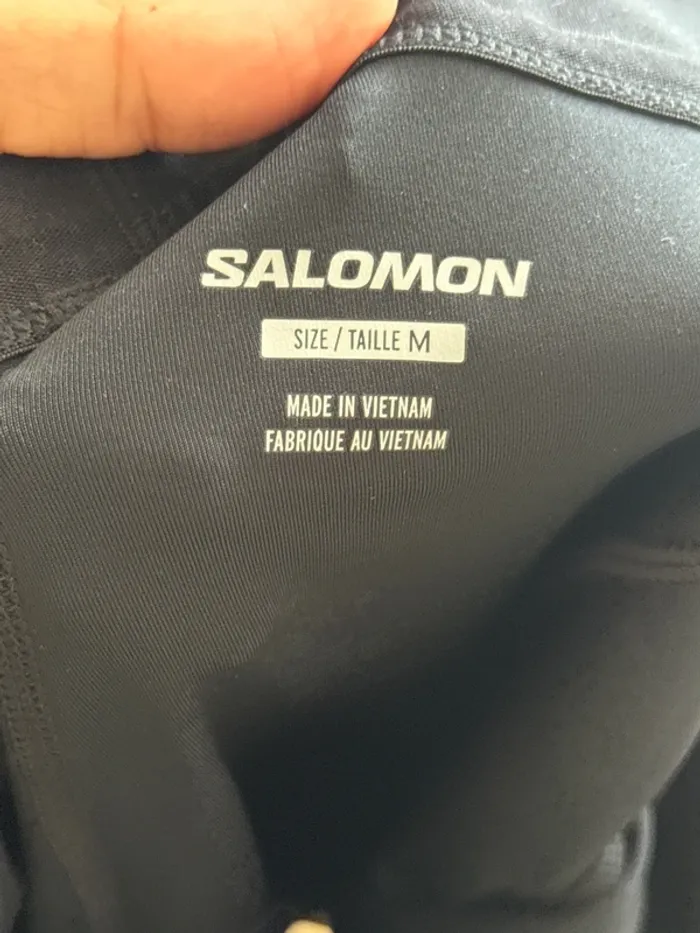 SALOMON
SIZE / TAILLE M
MADE IN VIETNAM
FABRIQUE AU VIETNAM